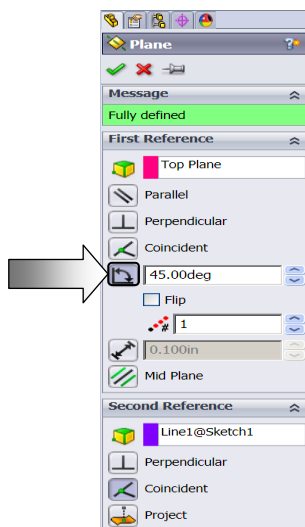 Plane
Message
Fully defined
First Reference
Top Plane
Parallel
Perpendicular
Coincident
45.00deg
Flip
# 1
0.100in
Mid Plane
Second Reference
Line1@Sketch1
Perpendicular
Coincident
Project